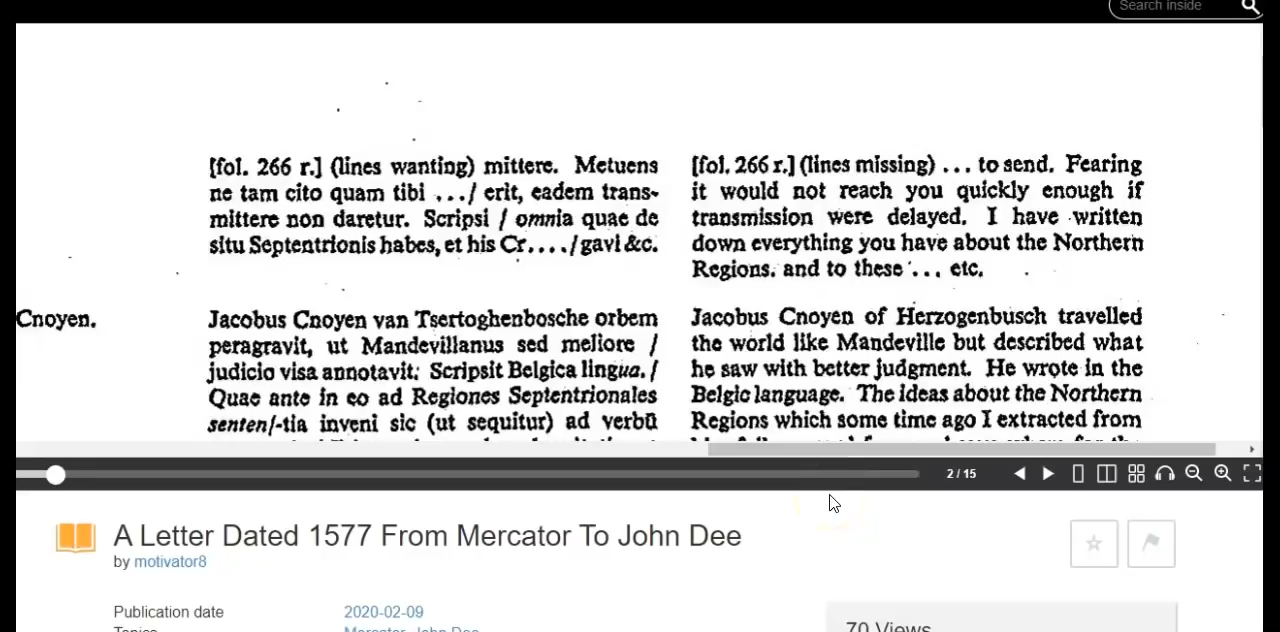 Search inside
[fol. 266 r.] (lines wanting) mittere. Metuens
ne tam cito quam tibi .../ erit, eadem trans-
mittere non daretur. Scripsi / omnia quae de
situ Septentrionis habes, et his Cr..../gavi &c.
[fol. 266 r.] (lines missing) ... to send. Fearing
it would not reach you quickly enough if
transmission were delayed. I have written
down everything you have about the Northern
Regions. and to these ... etc.
Cnoyen.
Jacobus Cnoyen van Tsertoghenbosche orbem
peragravit, ut Mandevillanus sed meliore /
judicio visa annotavit: Scripsit Belgica lingua. /
Quae ante in eo ad Regiones Septentrionales
senten/-tia inveni sic (ut sequitur) ad verbū
Jacobus Cnoyen of Herzogenbusch travelled
the world like Mandeville but described what
he saw with better judgment. He wrote in the
Belgic language. The ideas about the Northern
Regions which some time ago I extracted from
2 / 15
A Letter Dated 1577 From Mercator To John Dee
by motivator8
Publication date 2020-02-09
Topics Mercator, John Dee
70 Views